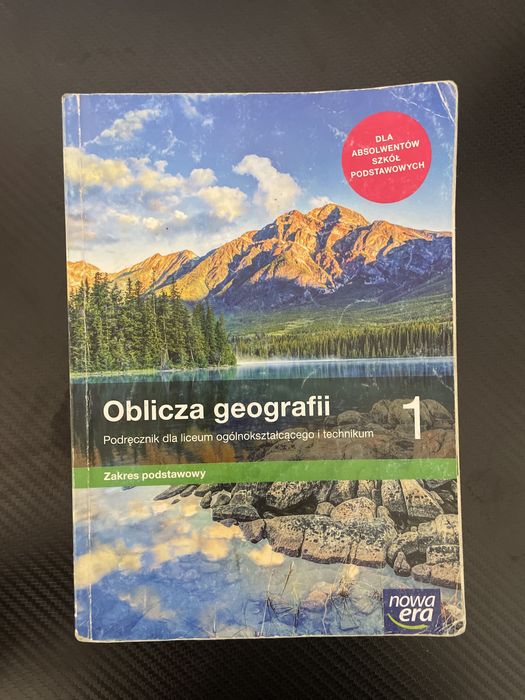 DLA
ABSOLWENTÓW
SZKÓŁ
PODSTAWOWYCH
Oblicza geografii
1
Podręcznik dla liceum ogólnokształcącego i technikum
Zakres podstawowy
nowa
era